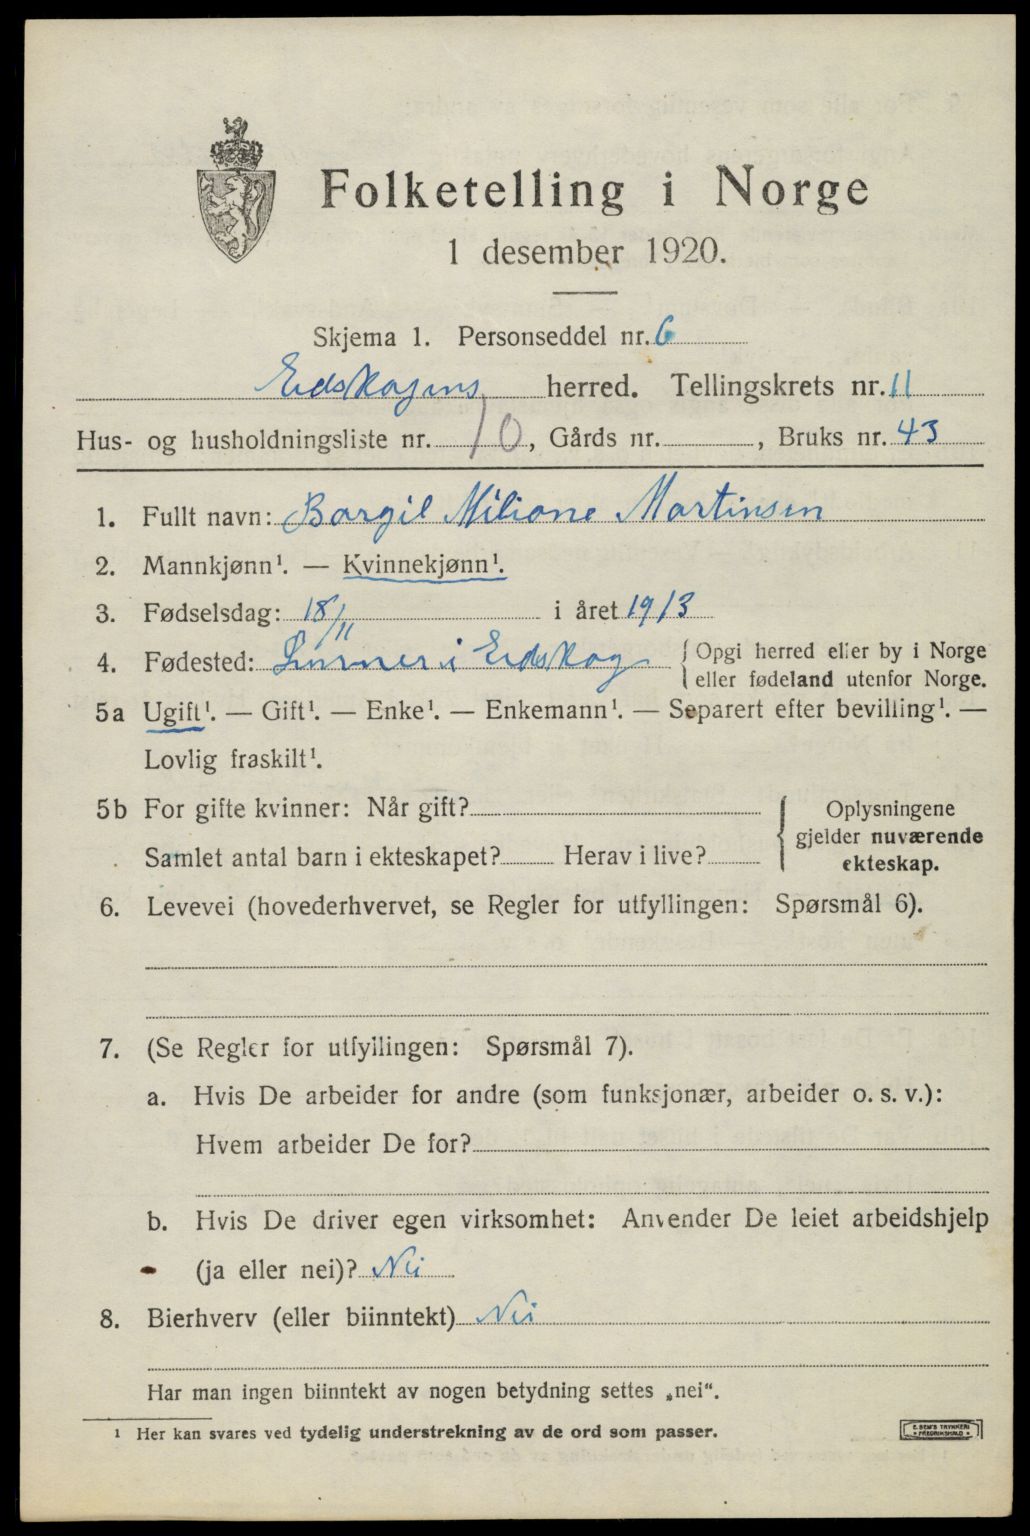 Folketelling i Norge
1 desember 1920.
Skjema 1. Personseddel nr. 6
Eidskogens herred. Tellingskrets nr. 11
Hus- og husholdningsliste nr. 10, Gårds nr. , Bruks nr. 43
1. Fullt navn: Borgil Milione Martinsen
2. Mannkjønn¹. — Kvinnekjønn¹.
3. Fødselsdag: 18/11 i året 1913
4. Fødested: i Eidskog { Opgi herred eller by i Norge
eller fødeland utenfor Norge.
5a Ugift¹. — Gift¹. — Enke¹. — Enkemann¹. — Separert efter bevilling¹. —
Lovlig fraskilt¹.
5b For gifte kvinner: Når gift?
Samlet antal barn i ekteskapet? Herav i live?
{ Oplysningene
gjelder nuværende
ekteskap.
6. Levevei (hovederhvervet, se Regler for utfyllingen: Spørsmål 6).
7. (Se Regler for utfyllingen: Spørsmål 7).
a. Hvis De arbeider for andre (som funksjonær, arbeider o. s. v.):
Hvem arbeider De for?
b. Hvis De driver egen virksomhet: Anvender De leiet arbeidshjelp
(ja eller nei)? Nei
8. Bierhverv (eller biinntekt) Nei
Har man ingen biinntekt av nogen betydning settes „nei“.
¹ Her kan svares ved tydelig understrekning av de ord som passer.
E. SEM'S TRYKKERI
FREDRIKSHALD